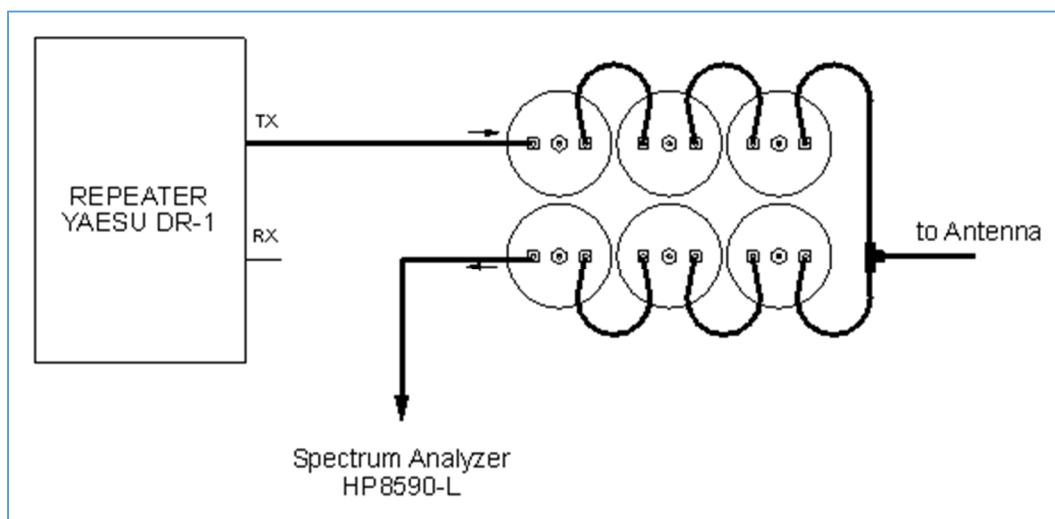 TX
REPEATER
YAESU DR-1
RX
to Antenna
Spectrum Analyzer
HP8590-L